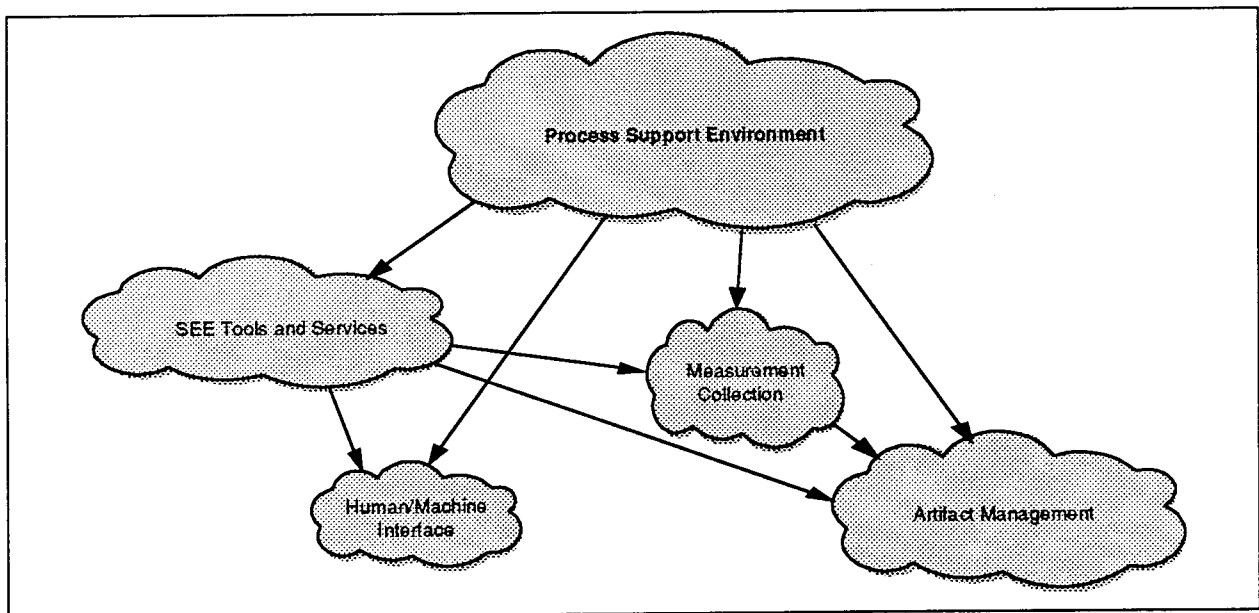 Process Support Environment
SEE Tools and Services
Measurement
Collection
Human/Machine
Interface
Artifact Management